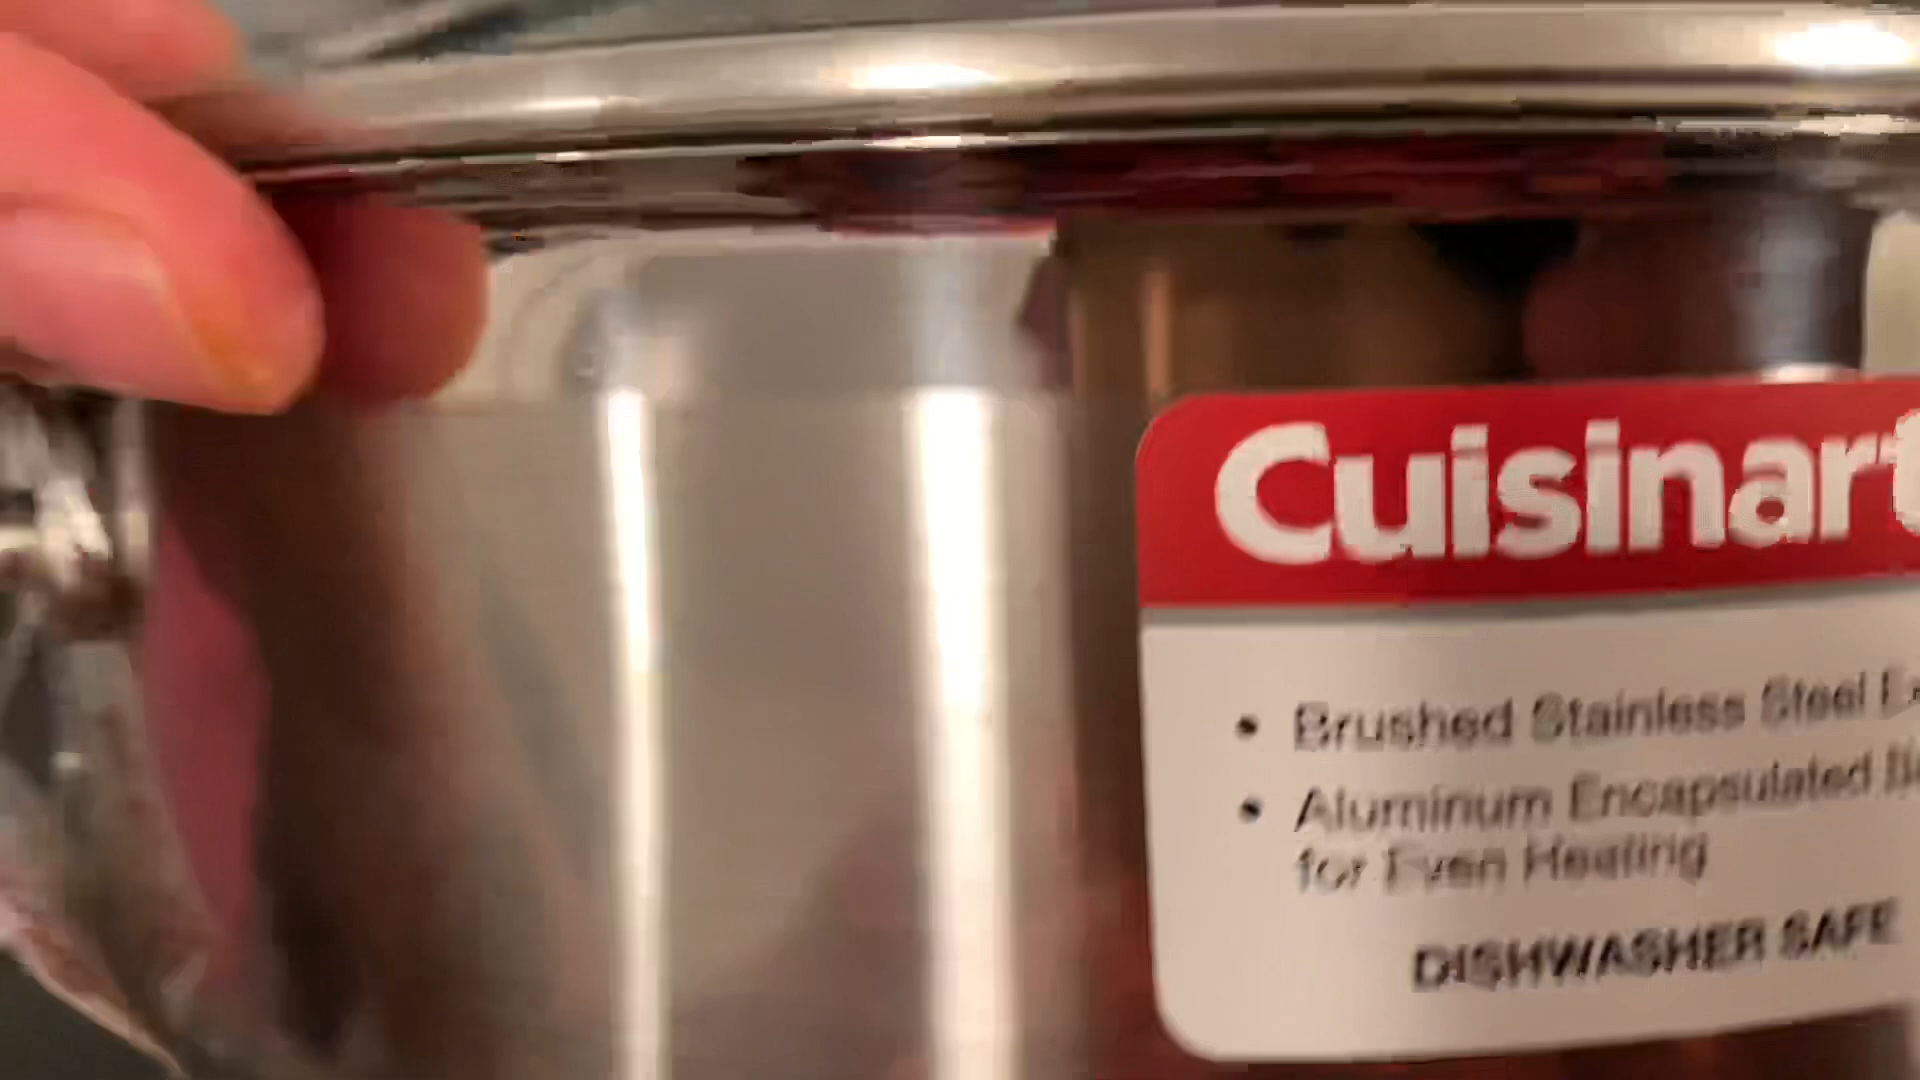 Cuisinart
• Brushed Stainless Steel
• Aluminum Encapsulated
for Even Heating
DISHWASHER SAFE